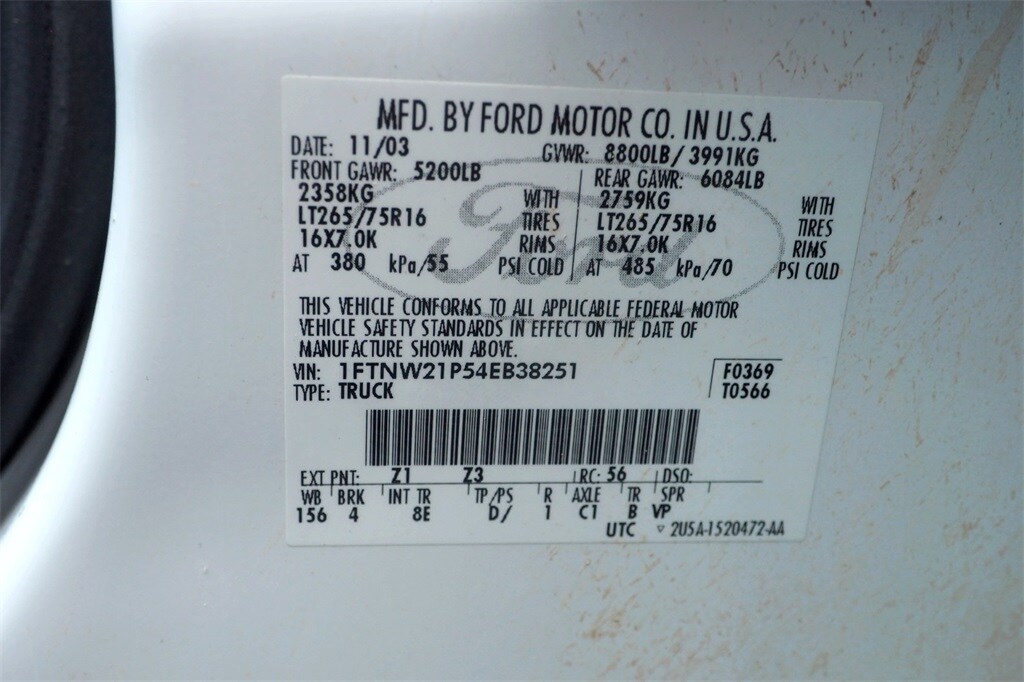 MFD. BY FORD MOTOR CO. IN U.S.A.
DATE: 11/03 GVWR: 8800LB/ 3991KG
FRONT GAWR: 5200LB REAR GAWR: 6084LB
2358KG WITH 2759KG WITH
LT265/75R16 TIRES LT265/75R16 TIRES
16X7.0K RIMS 16X7.0K RIMS
AT 380 kPa/55 PSI COLD AT 485 kPa/70 PSI COLD
Ford
THIS VEHICLE CONFORMS TO ALL APPLICABLE FEDERAL MOTOR
VEHICLE SAFETY STANDARDS IN EFFECT ON THE DATE OF
MANUFACTURE SHOWN ABOVE.
VIN: 1FTNW21P54EB38251 F0369
TYPE: TRUCK T0566
EXT PNT: Z1 Z3 RC: 56 DSO:
WB BRK INT TR TP/PS R AXLE TR SPR
156 4 8E D/ 1 C1 B VP
UTC 2U5A-1520472-AA